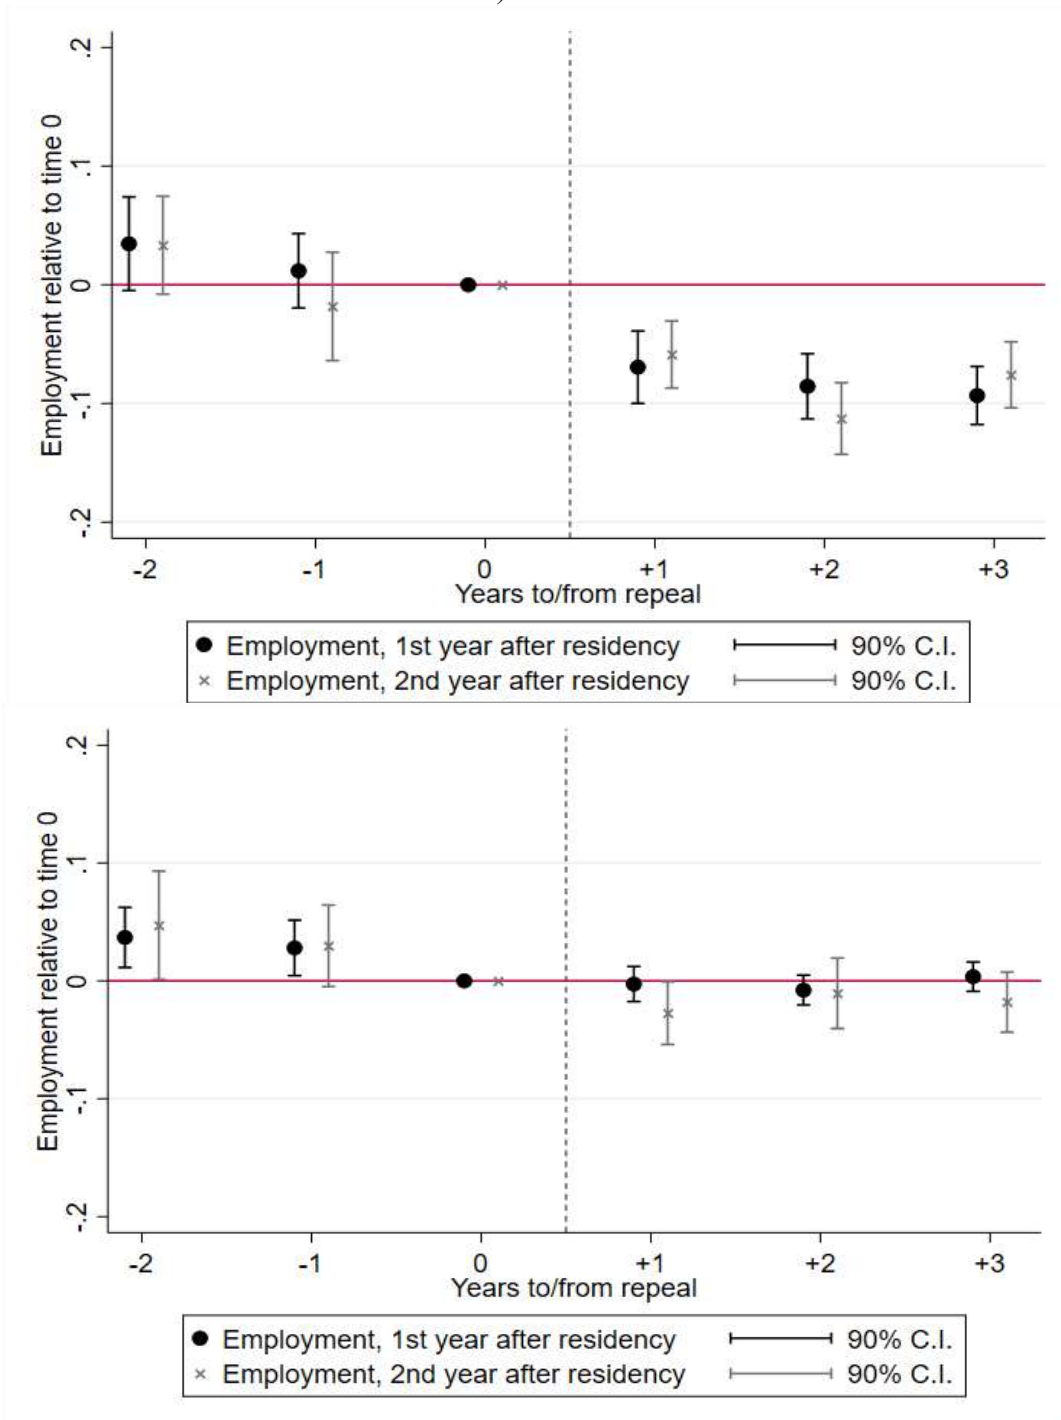 )
Employment relative to time 0
.2
.1
0
-.1
-.2
-2 -1 0 +1 +2 +3
Years to/from repeal
Employment, 1st year after residency 90% C.I.
Employment, 2nd year after residency 90% C.I.
Employment relative to time 0
.2
.1
0
-.1
-.2
-2 -1 0 +1 +2 +3
Years to/from repeal
Employment, 1st year after residency 90% C.I.
Employment, 2nd year after residency 90% C.I.